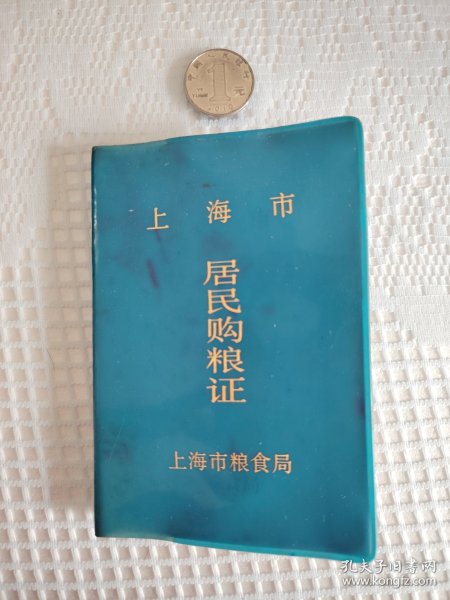 1
元
上海市
居民购粮证
上海市粮食局
孔夫子旧书网
www.kongfz.com